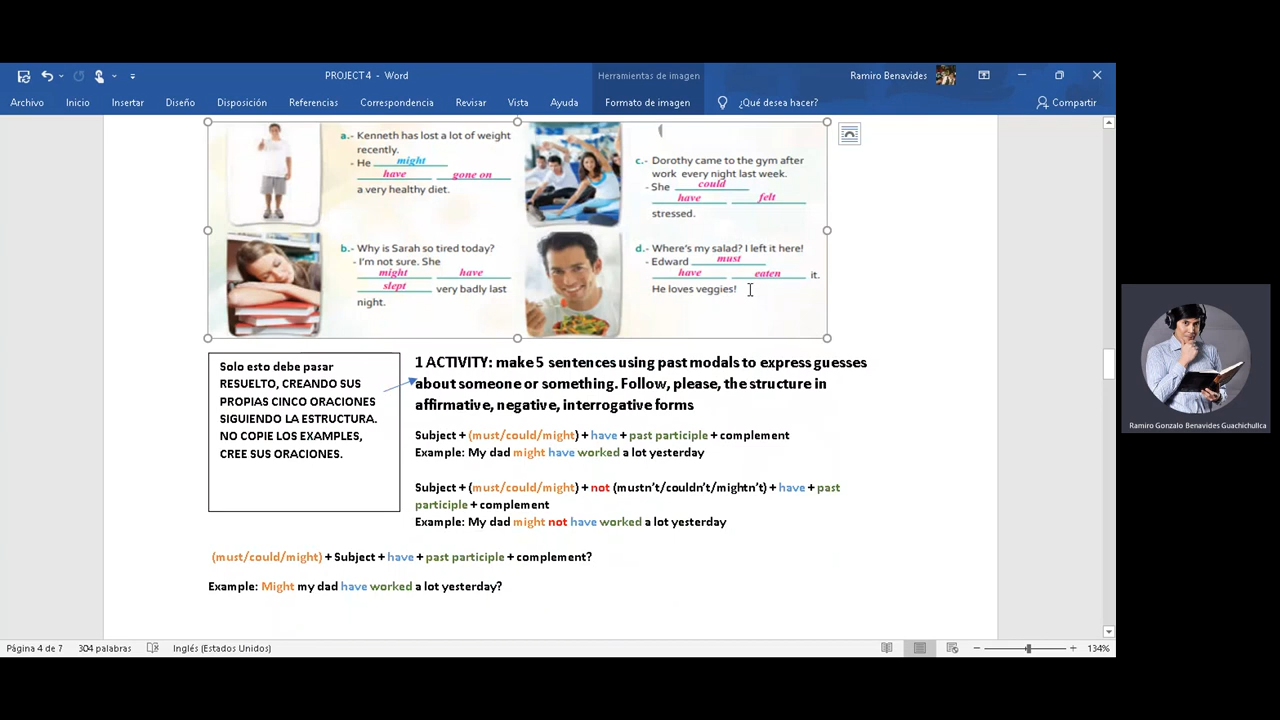 PROJECT4 - Word
Herramientas de imagen
Ramiro Benavides
Archivo Inicio Insertar Diseño Disposición Referencias Correspondencia Revisar Vista Ayuda Formato de imagen ¿Qué desea hacer? Compartir
a.- Kenneth has lost a lot of weight
recently.
- He might
have gone on
a very healthy diet.
b.- Why is Sarah so tired today?
- I'm not sure. She
might have
slept very badly last
night.
c.- Dorothy came to the gym after
work every night last week.
- She could
have felt
stressed.
d.- Where's my salad? I left it here!
- Edward must
have eaten it.
He loves veggies!
Solo esto debe pasar
RESUELTO, CREANDO SUS
PROPIAS CINCO ORACIONES
SIGUIENDO LA ESTRUCTURA.
NO COPIE LOS EXAMPLES,
CREE SUS ORACIONES.
1 ACTIVITY: make 5 sentences using past modals to express guesses
about someone or something. Follow, please, the structure in
affirmative, negative, interrogative forms
Subject + (must/could/might) + have + past participle + complement
Example: My dad might have worked a lot yesterday
Subject + (must/could/might) + not (mustn't/couldn't/mightn't) + have + past
participle + complement
Example: My dad might not have worked a lot yesterday
(must/could/might) + Subject + have + past participle + complement?
Example: Might my dad have worked a lot yesterday?
Ramiro Gonzalo Benavides Guachichullca
Página 4 de 7 304 palabras Inglés (Estados Unidos) 134%